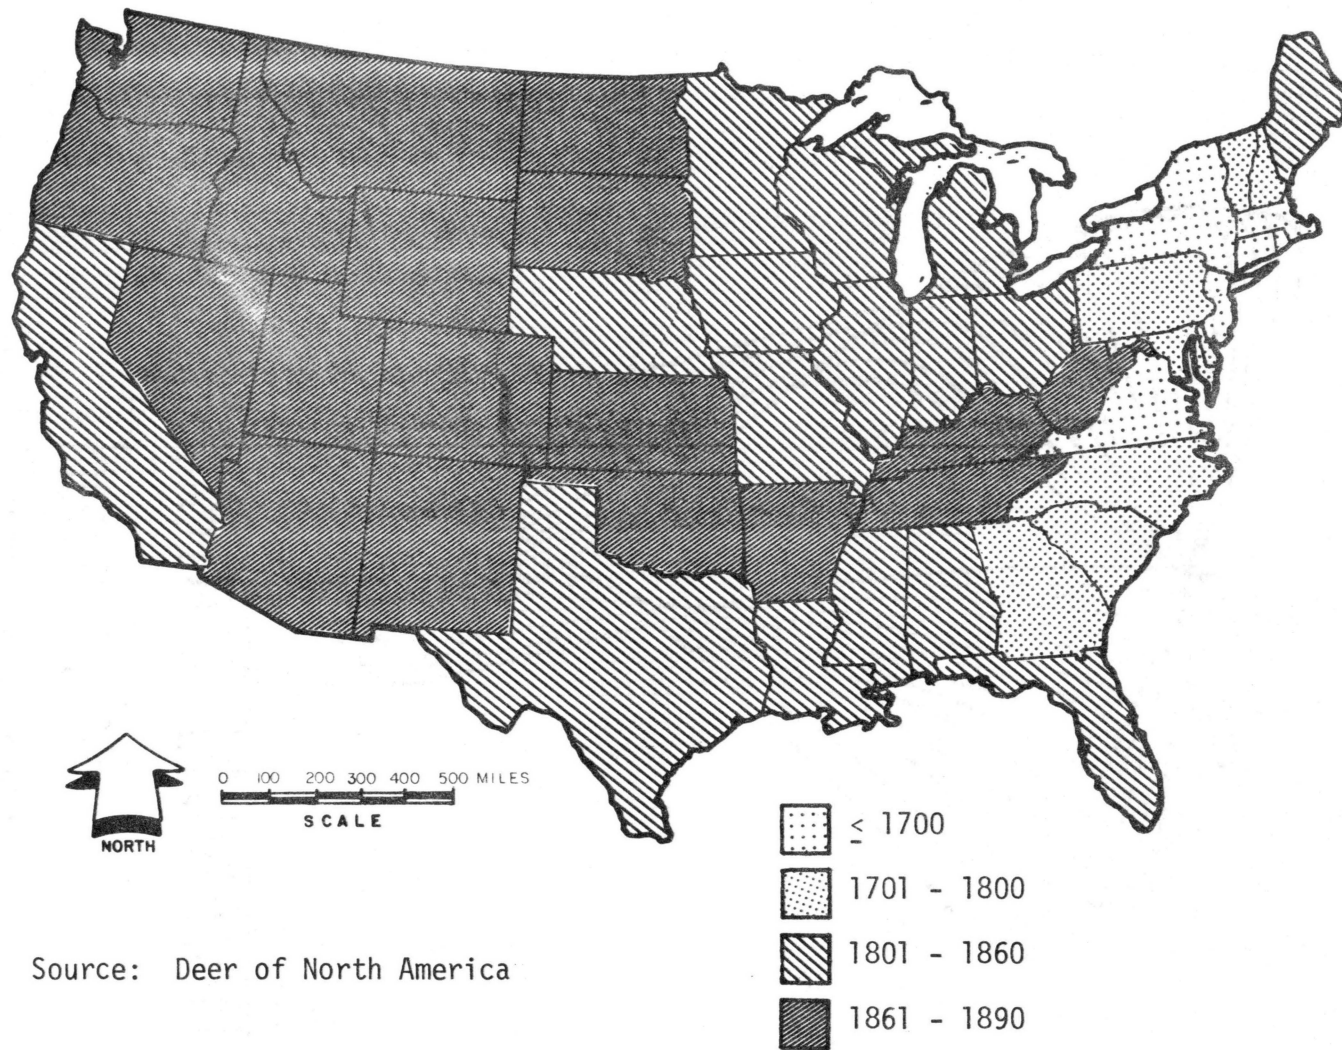 0 100 200 300 400 500 MILES
SCALE
NORTH
≤ 1700
1701 - 1800
1801 - 1860
1861 - 1890
Source: Deer of North America